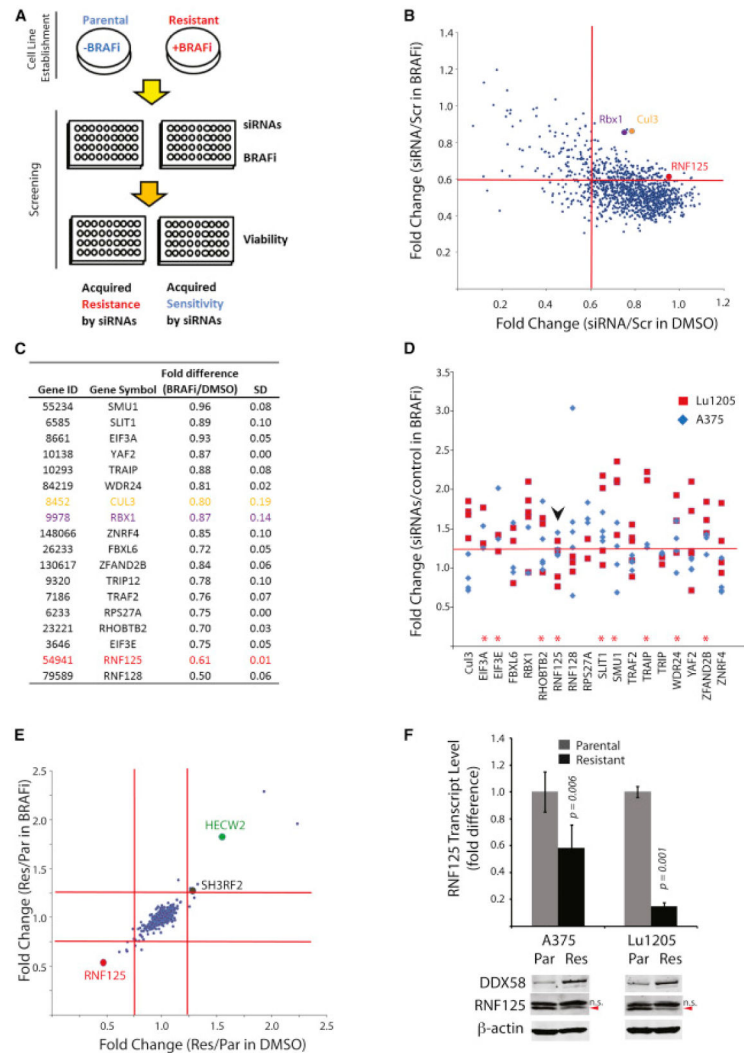 A
Parental
Resistant
-BRAFi
+BRAFi
Cell Line
Establishment
siRNAs
BRAFi
Screening
Viability
Acquired
Resistance
by siRNAs
Acquired
Sensitivity
by siRNAs
B
Fold Change (siRNA/Scr in BRAFi)
1.4
1.2
1.0
0.8
0.6
0.4
0.2
Rbx1
Cul3
RNF125
0.2 0.4 0.6 0.8 1.0 1.2
Fold Change (siRNA/Scr in DMSO)
C
Gene ID Gene Symbol Fold difference (BRAFi/DMSO) SD
55234 SMU1 0.96 0.08
6585 SLIT1 0.89 0.10
8661 EIF3A 0.93 0.05
10138 YAF2 0.87 0.00
10293 TRAIP 0.88 0.08
84219 WDR24 0.81 0.02
8452 CUL3 0.80 0.19
9978 RBX1 0.87 0.14
148066 ZNRF4 0.85 0.10
26233 FBXL6 0.72 0.05
130617 ZFAND2B 0.84 0.06
9320 TRIP12 0.78 0.10
7186 TRAF2 0.76 0.07
6233 RPS27A 0.75 0.00
23221 RHOBTB2 0.70 0.03
3646 EIF3E 0.75 0.05
54941 RNF125 0.61 0.01
79589 RNF128 0.50 0.06
D
Fold Change (siRNAs/control in BRAFi)
3.5
3.0
2.5
2.0
1.5
1.0
0.5
Lu1205
A375
* * * * * * * * *
Cul3
EIF3A
EIF3E
FBXL6
RBX1
RHOBTB2
RNF125
RNF128
RPS27A
SLIT1
SMU1
TRAF2
TRAIP
TRIP
WDR24
YAF2
ZFAND2B
ZNRF4
E
Fold Change (Res/Par in BRAFi)
2.5
2.0
1.5
1.0
0.5
HECW2
SH3RF2
RNF125
0.5 1.0 1.5 2.0 2.5
Fold Change (Res/Par in DMSO)
F
RNF125 Transcript Level
(fold difference)
1.4
1.2
1.0
0.8
0.6
0.4
0.2
0
Parental
Resistant
p = 0.006
p = 0.001
A375 Lu1205
Par Res Par Res
DDX58
RNF125 n.s. n.s.
β-actin